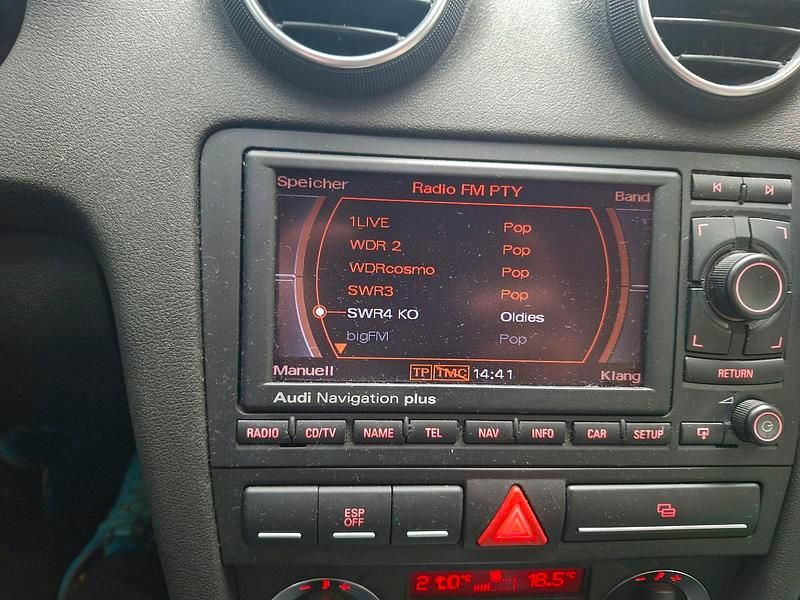 Speicher Radio FM PTY Band
1LIVE Pop
WDR 2 Pop
WDRcosmo Pop
SWR3 Pop
SWR4 KO Oldies
bigFM Pop
Manuell TP TMC 14:41 Klang
Audi Navigation plus
RETURN
RADIO CD/TV NAME TEL NAV INFO CAR SETUP
ESP
OFF
18.5°C